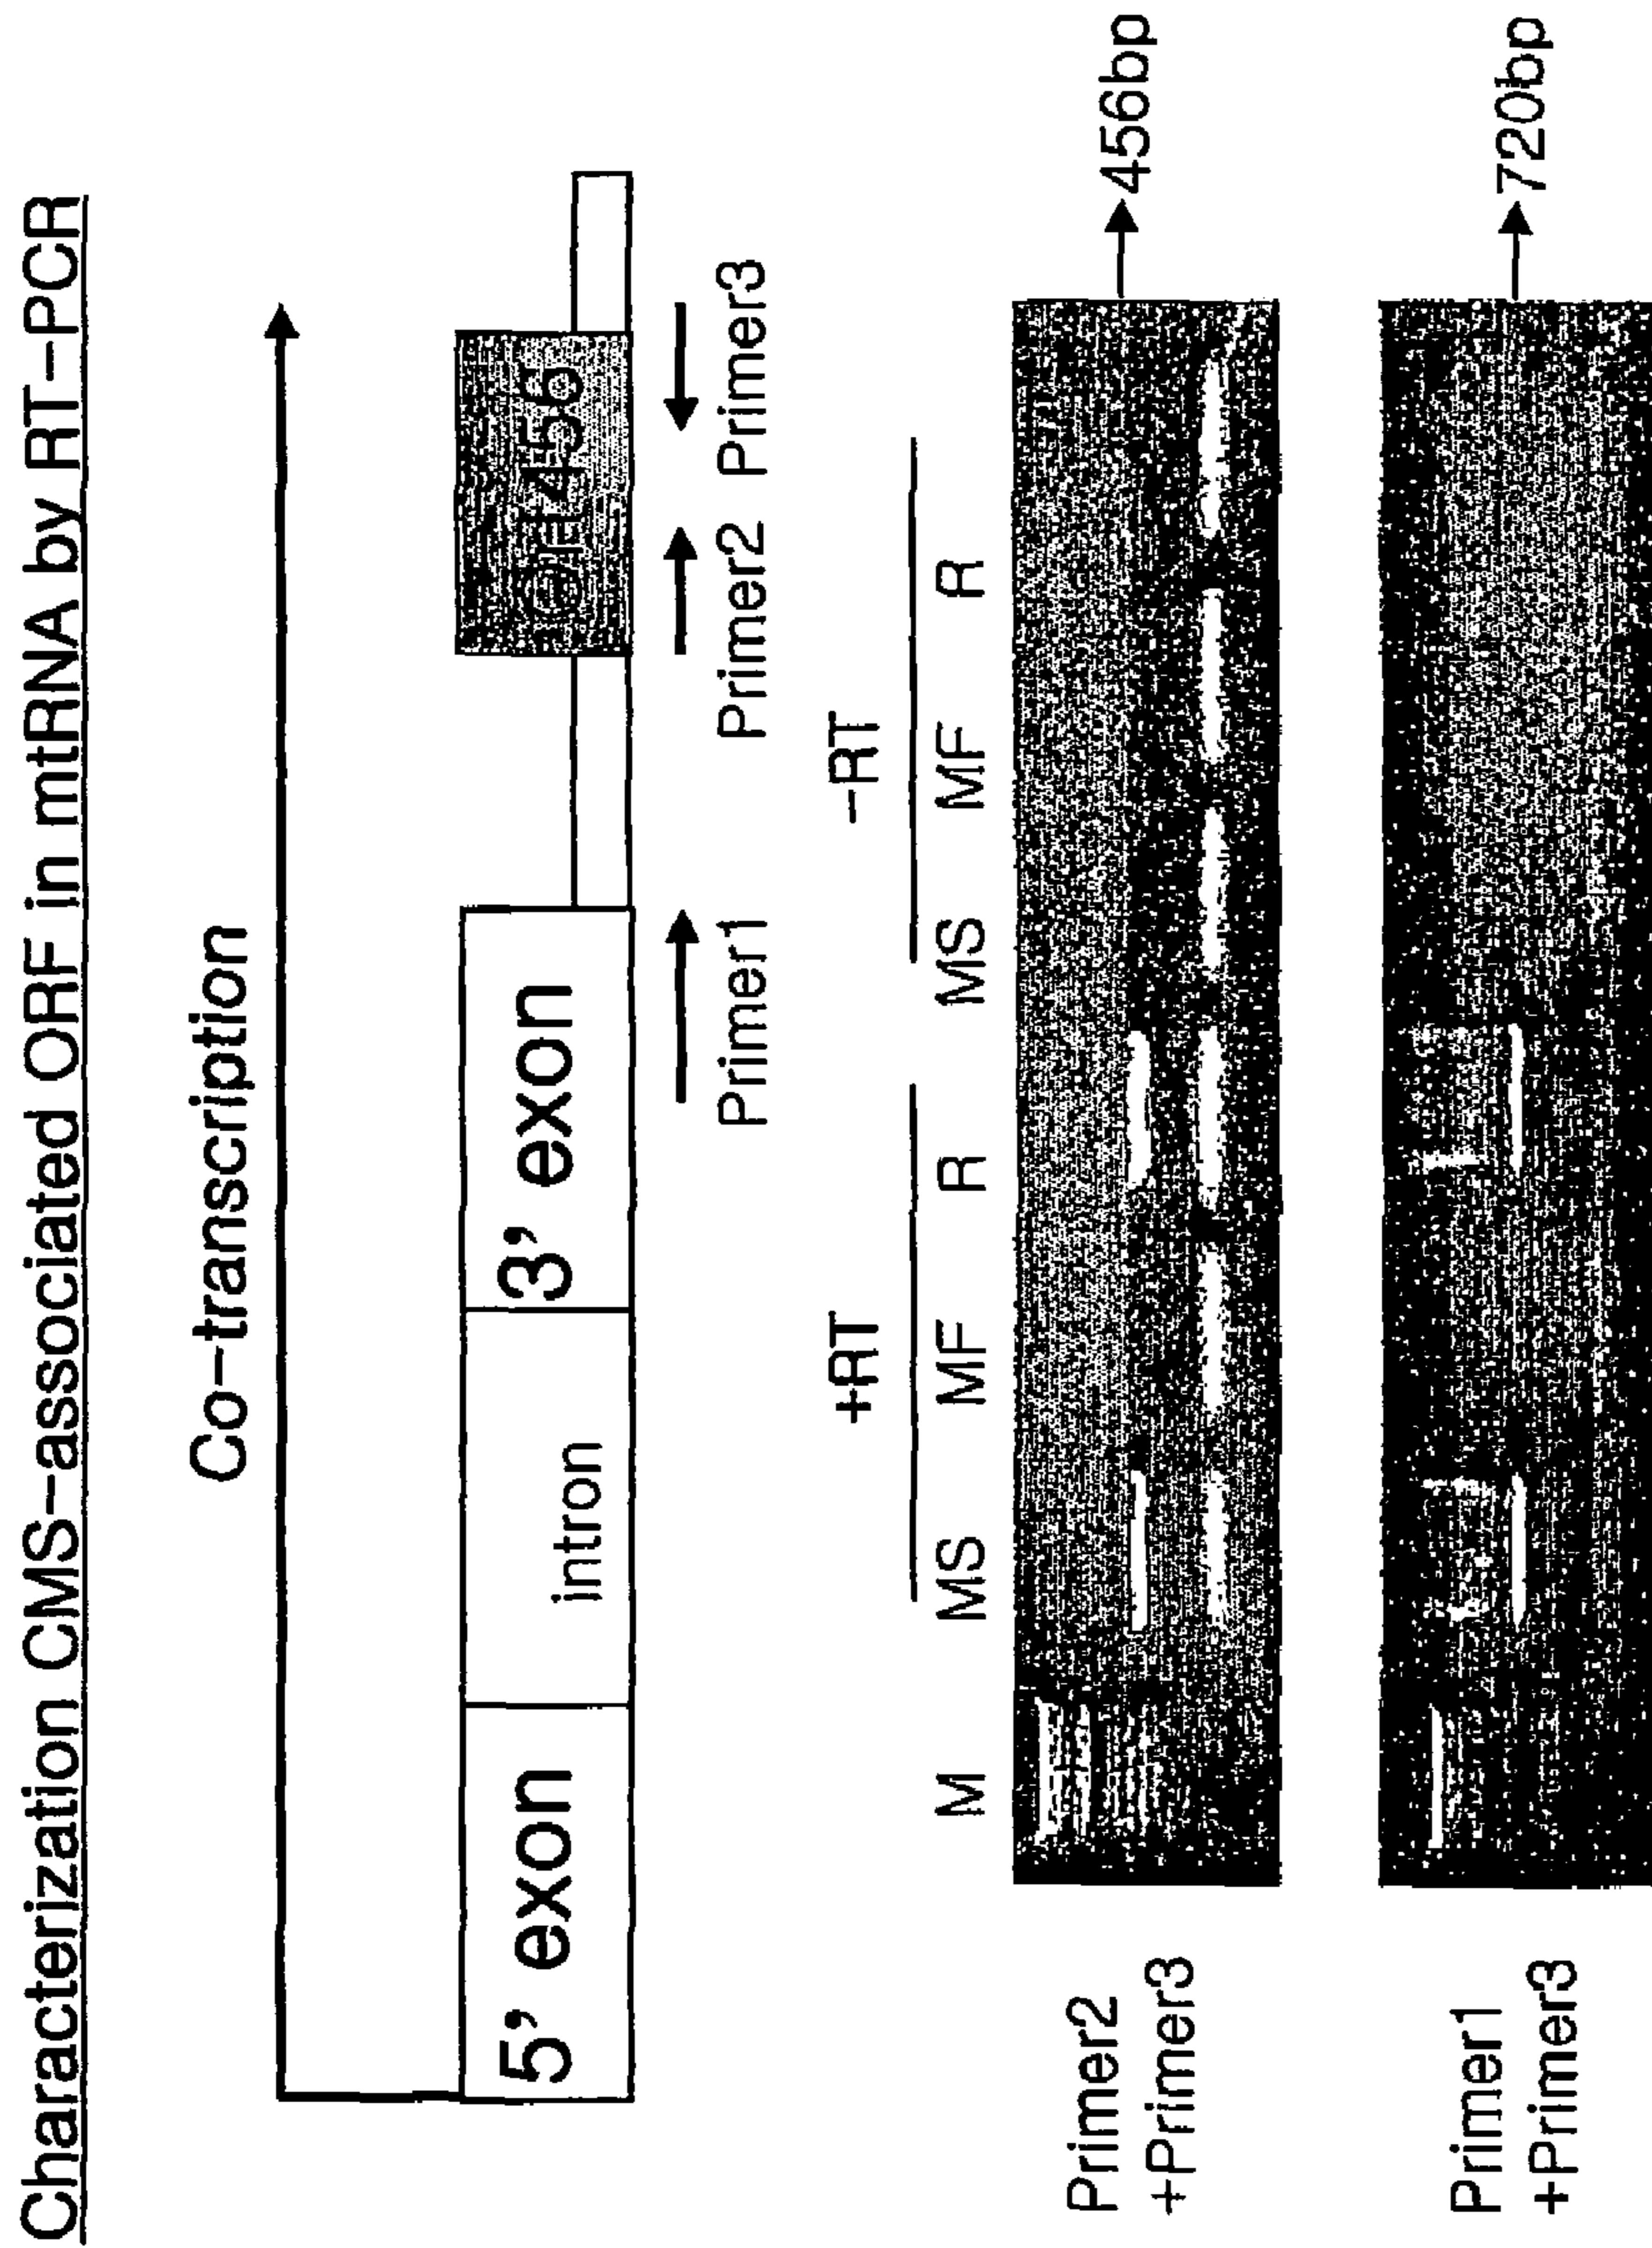 Characterization CMS-associated ORF in mtRNA by RT-PCR
Co-transcription
5' exon
intron
3' exon
orf456
Primer1
Primer2
Primer3
+RT
-RT
M
MS
MF
R
MS
MF
R
Primer2
+Primer3
456bp
Primer1
+Primer3
720bp